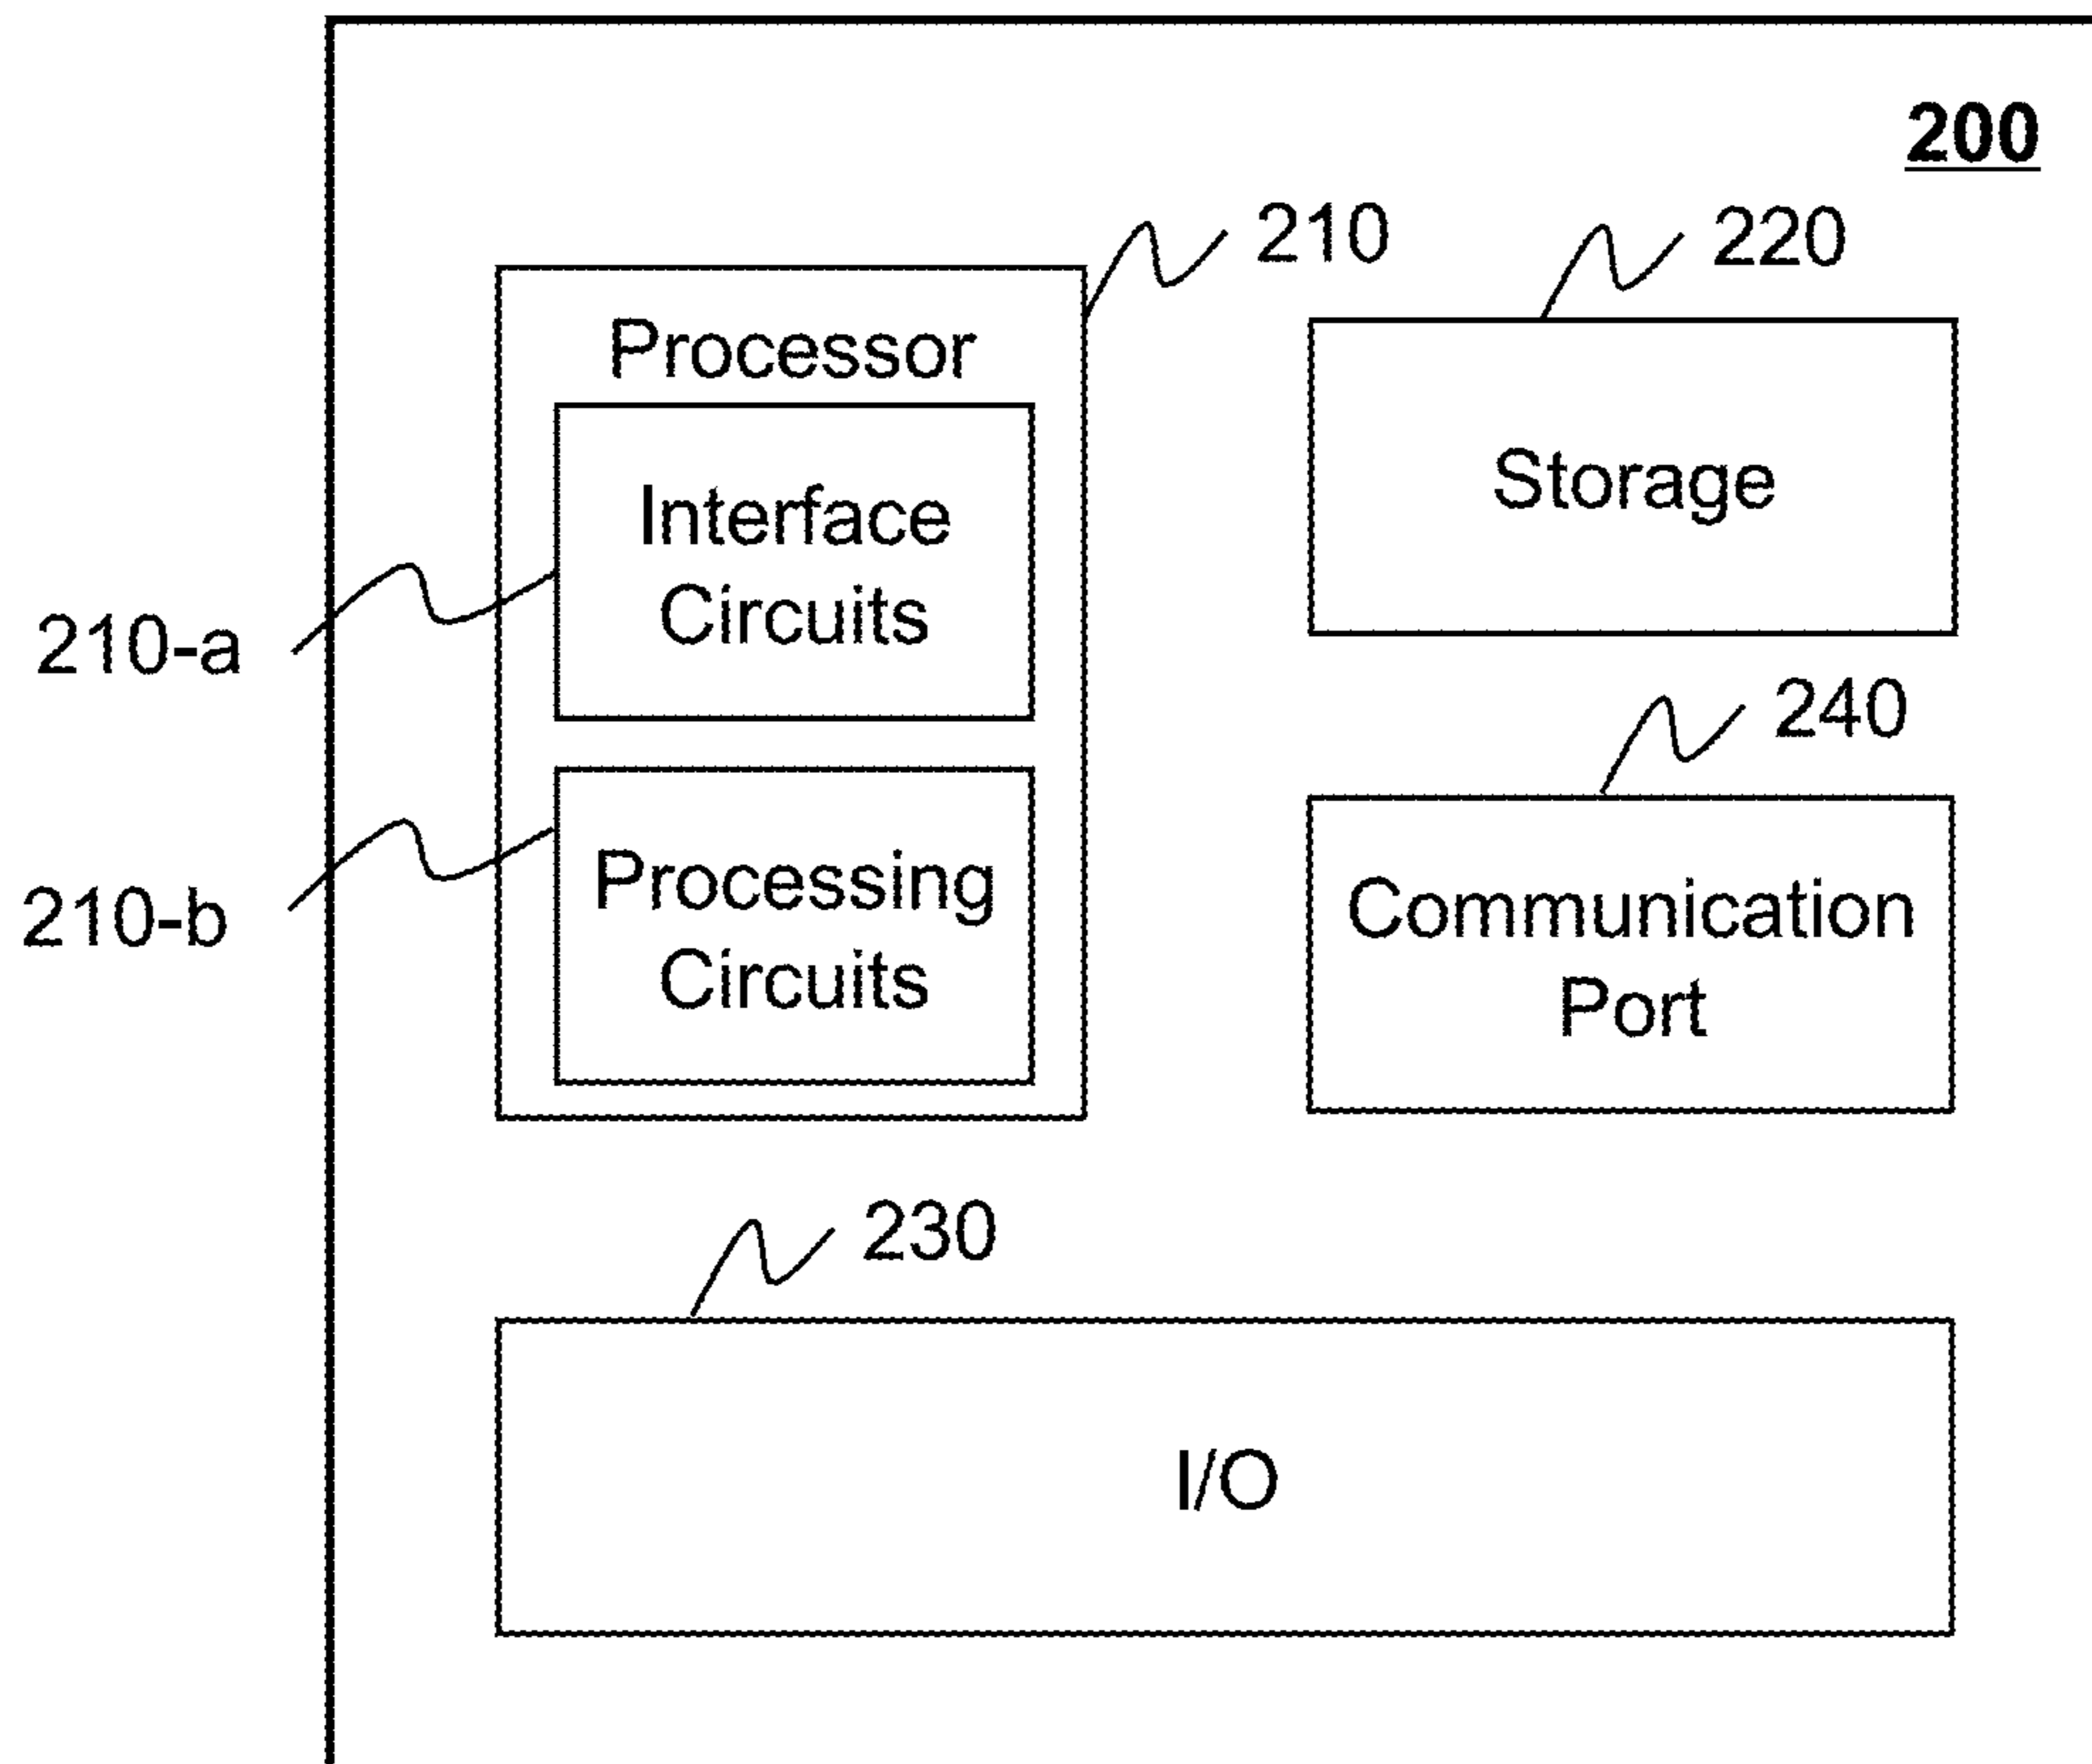 200
210
220
Processor
Interface
Circuits
Storage
210-a
240
Processing
Circuits
Communication
Port
210-b
230
I/O